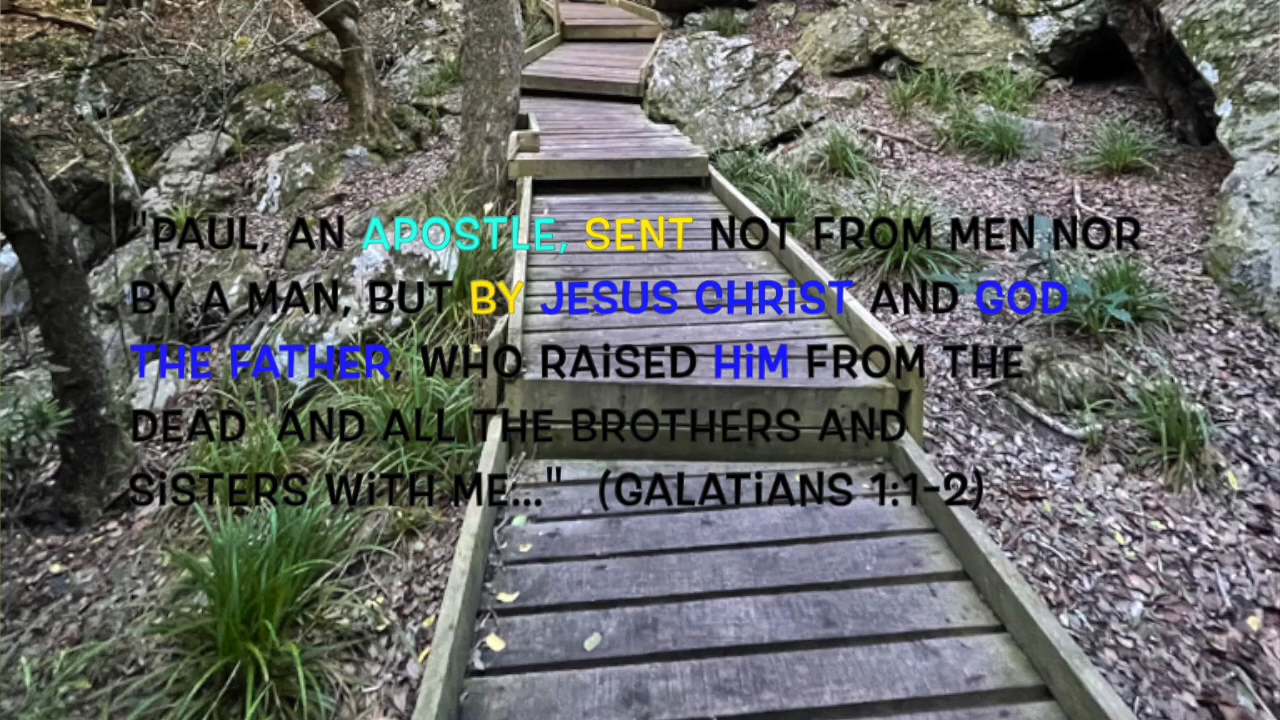 "PAUL, AN APOSTLE, SENT NOT FROM MEN NOR
BY A MAN, BUT BY JESUS CHRiST AND GOD
THE FATHER, WHO RAiSED HiM FROM THE
DEAD  AND ALL THE BROTHERS AND
SiSTERS WiTH ME..."  (GALATiANS 1:1-2)